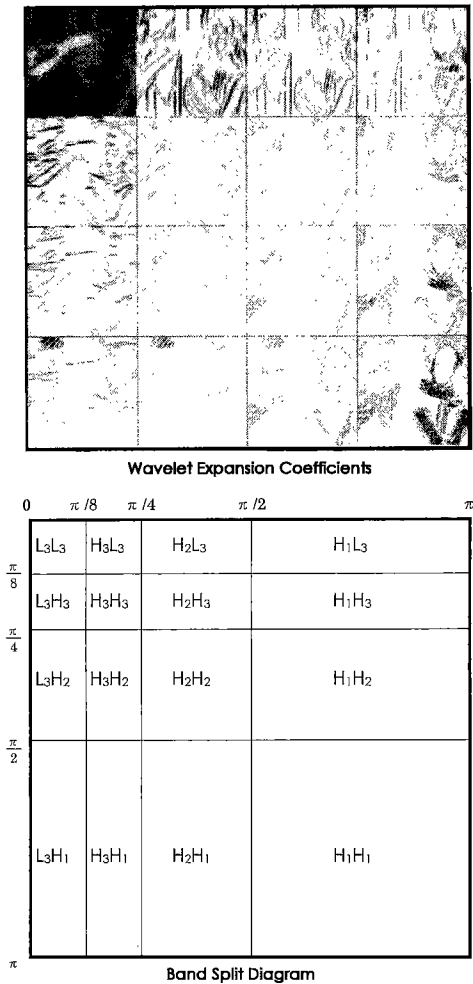 Wavelet Expansion Coefficients
0 π/8 π/4 π/2 π
L₃L₃ H₃L₃ H₂L₃ H₁L₃
π/8
L₃H₃ H₃H₃ H₂H₃ H₁H₃
π/4
L₃H₂ H₃H₂ H₂H₂ H₁H₂
π/2
L₃H₁ H₃H₁ H₂H₁ H₁H₁
π
Band Split Diagram